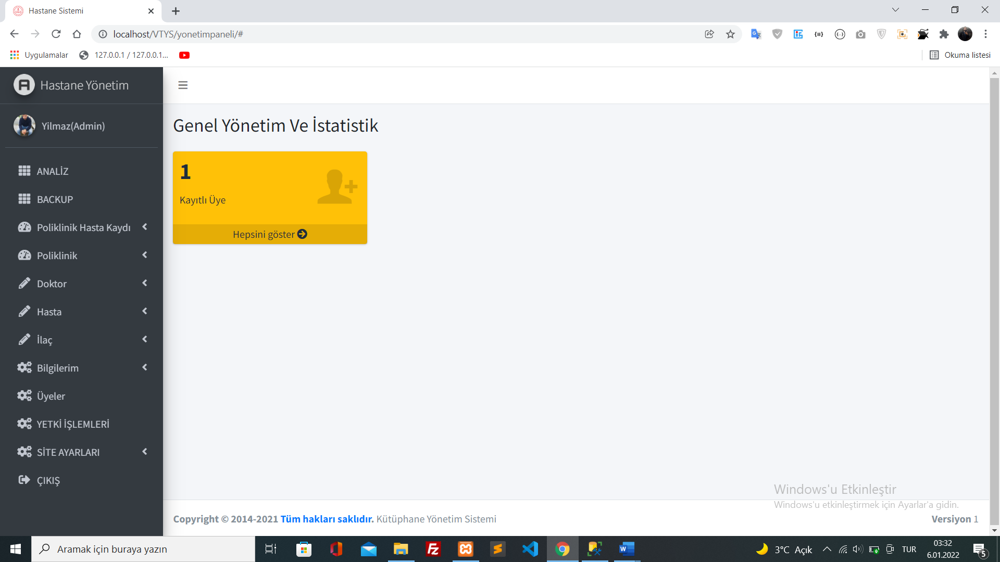 Hastane Sistemi
localhost/VTYS/yonetimpaneli/#
Uygulamalar
127.0.0.1 / 127.0.0.1...
Okuma listesi
Hastane Yönetim
Yilmaz(Admin)
ANALİZ
BACKUP
Poliklinik Hasta Kaydı
Poliklinik
Doktor
Hasta
İlaç
Bilgilerim
Üyeler
YETKİ İŞLEMLERİ
SİTE AYARLARI
ÇIKIŞ
Genel Yönetim Ve İstatistik
1
Kayıtlı Üye
Hepsini göster
Windows'u Etkinleştir
Windows'u etkinleştirmek için Ayarlar'a gidin.
Copyright © 2014-2021 Tüm hakları saklıdır. Kütüphane Yönetim Sistemi
Versiyon 1
Aramak için buraya yazın
3°C Açık
TUR
03:32
6.01.2022
5